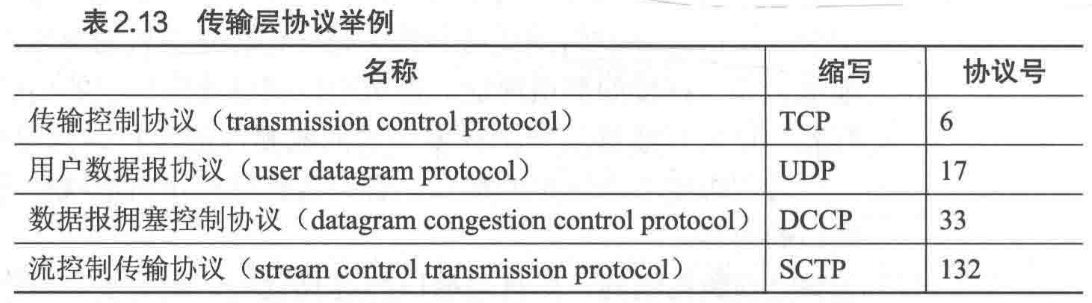 表2.13 传输层协议举例
名称 缩写 协议号
传输控制协议（transmission control protocol） TCP 6
用户数据报协议（user datagram protocol） UDP 17
数据报拥塞控制协议（datagram congestion control protocol） DCCP 33
流控制传输协议（stream control transmission protocol） SCTP 132